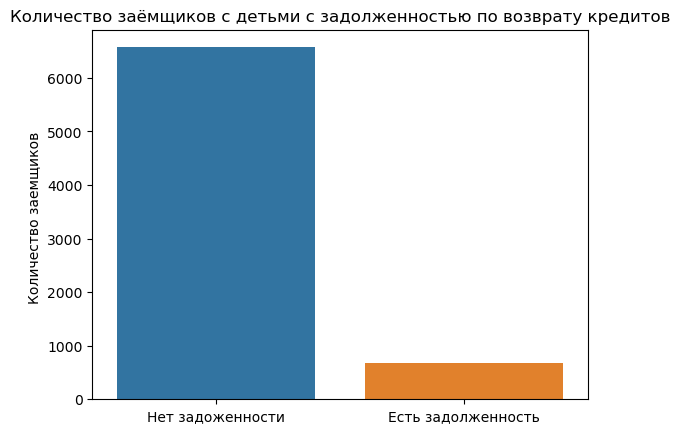 Количество заёмщиков с детьми с задолженностью по возврату кредитов
Количество заемщиков
6000
5000
4000
3000
2000
1000
0
Нет задоженности
Есть задолженность